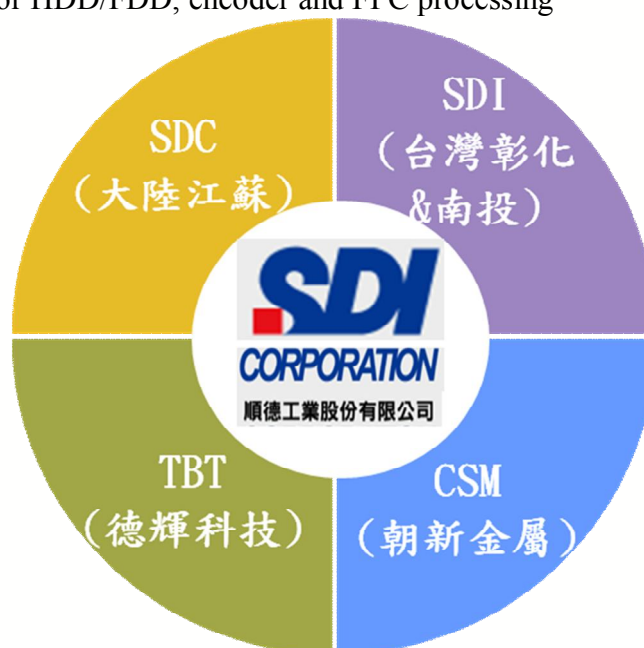 of HDD/FDD, encoder and FPC processing
SDC
(大陸江蘇)
SDI
(台灣彰化
&南投)
SDI
CORPORATION
順德工業股份有限公司
TBT
(德輝科技)
CSM
(朝新金屬)